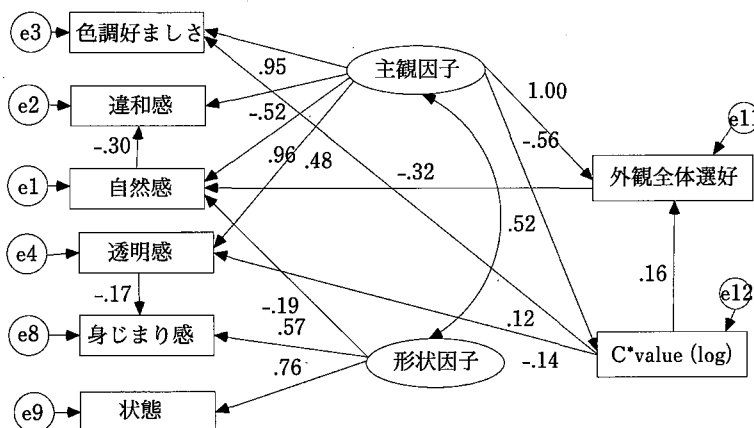 e3
色調好ましさ
主観因子
.95
1.00
e2
違和感
-.52
-.56
e11
-.30
.96
.48
-.32
外観全体選好
e1
自然感
.52
e4
透明感
.16
-.17
-.19
.12
e12
.57
e8
身じまり感
形状因子
-.14
C*value (log)
.76
e9
状態